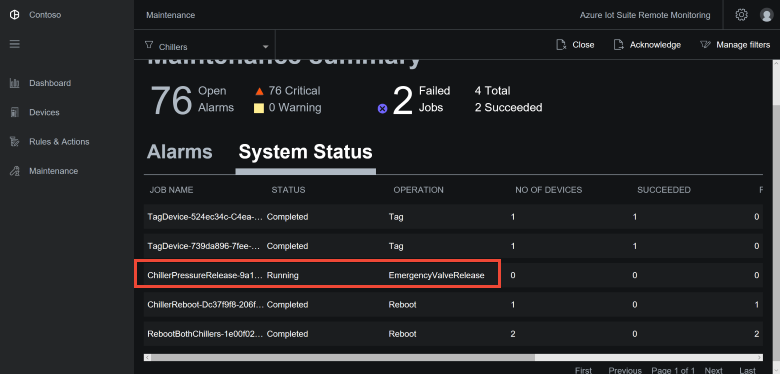 Contoso
Maintenance
Azure Iot Suite Remote Monitoring
Chillers
Close
Acknowledge
Manage filters
Dashboard
Devices
Rules & Actions
Maintenance
Maintenance Summary
76 Open Alarms
76 Critical
0 Warning
2 Failed Jobs
4 Total
2 Succeeded
Alarms System Status
JOB NAME STATUS OPERATION NO OF DEVICES SUCCEEDED F
TagDevice-524ec34c-C4ea-... Completed Tag 1 1 0
TagDevice-739da896-7fee-... Completed Tag 1 1 0
ChillerPressureRelease-9a1... Running EmergencyValveRelease 0 0 0
ChillerReboot-Dc37f9f8-206f... Completed Reboot 1 0 1
RebootBothChillers-1e00f02... Completed Reboot 2 0 2
First Previous Page 1 of 1 Next Last